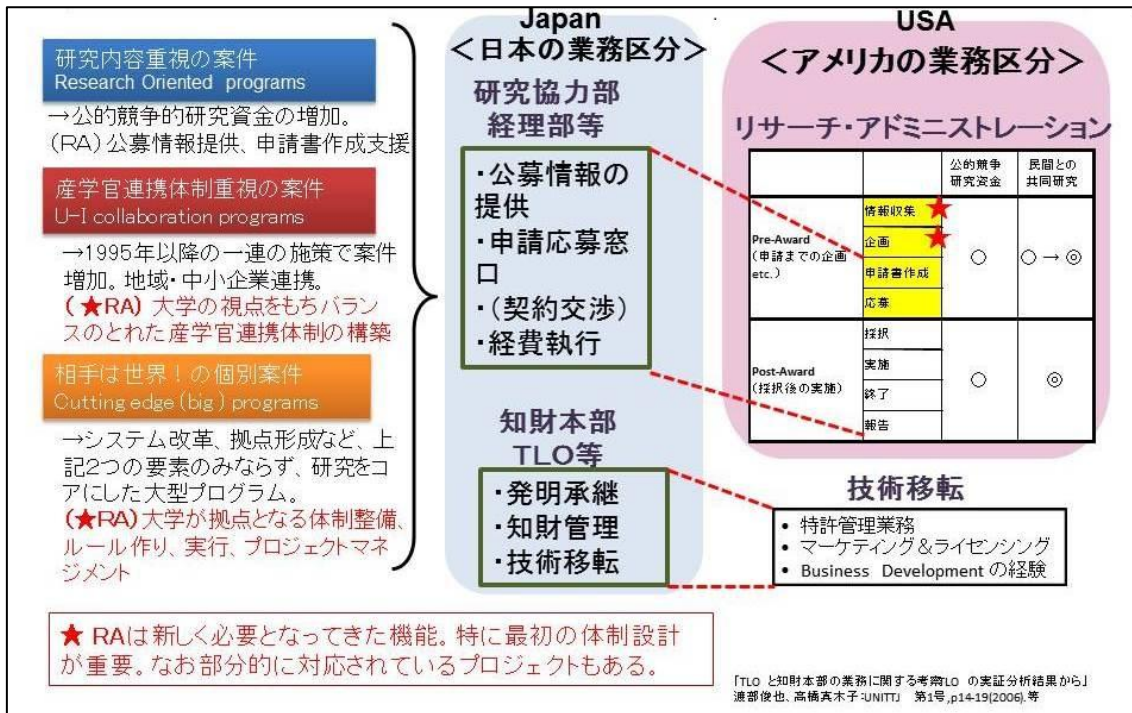 研究内容重視の案件
Research Oriented programs
→公的競争的研究資金の増加。
(RA)公募情報提供、申請書作成支援
産学官連携体制重視の案件
U-I collaboration programs
→1995年以降の一連の施策で案件
増加。地域・中小企業連携。
(★RA)大学の視点をもちバラン
スのとれた産学官連携体制の構築
相手は世界!の個別案件
Cutting edge(big) programs
→システム改革、拠点形成など、上
記2つの要素のみならず、研究をコ
アにした大型プログラム。
(★RA)大学が拠点となる体制整備、
ルール作り、実行、プロジェクトマネ
ジメント
Japan
<日本の業務区分>
研究協力部
経理部等
・公募情報の
提供
・申請応募窓
口
・(契約交渉)
・経費執行
知財本部
TLO等
・発明承継
・知財管理
・技術移転
USA
<アメリカの業務区分>
リサーチ・アドミニストレーション
公的競争
研究資金
民間との
共同研究
Pre-Award
(申請までの企画
etc.)
情報収集★
企画★
申請書作成
応募
○
○→◎
Post-Award
(採択後の実施)
採択
実施
終了
報告
○
◎
技術移転
• 特許管理業務
• マーケティング&ライセンシング
• Business Development の経験
★ RAは新しく必要となってきた機能。特に最初の体制設計
が重要。なお部分的に対応されているプロジェクトもある。
「TLO と知財本部の業務に関する考察TLO の実証分析結果から」
渡部俊也、高橋真木子:UNITTJ 第1号,p14-19(2006).等